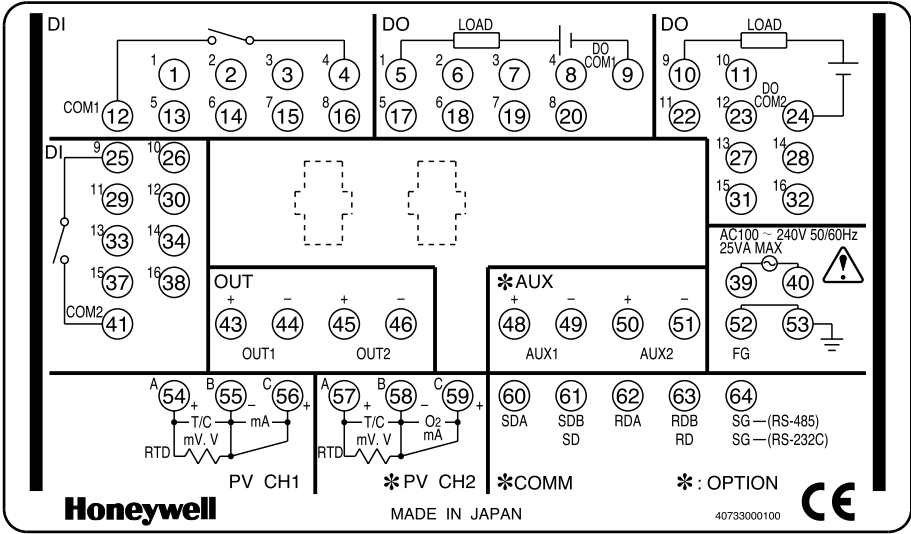 DI
1 1 2 2 3 3 4 4
COM1 12 5 13 6 14 7 15 8 16
DO
LOAD
1 5 2 6 3 7 4 8 DO COM1 9
5 17 6 18 7 19 8 20
DO
LOAD
9 10 10 11
11 22 12 23 DO COM2 24
13 27 14 28
15 31 16 32
DI
9 25 10 26
11 29 12 30
13 33 14 34
15 37 16 38
COM2
41
OUT
+ − + −
43 44 45 46
OUT1 OUT2
✻AUX
+ − + −
48 49 50 51
AUX1 AUX2
AC100 ~ 240V 50/60Hz
25VA MAX
~
39 40
!
52 53
FG
A 54 B 55 C 56
+ − +
T/C mA
mV. V
RTD
PV CH1
A 57 B 58 C 59
+ − +
T/C O2
mV. V mA
RTD
✻PV CH2
60 61 62 63 64
SDA SDB RDA RDB SG—(RS-485)
SD RD SG—(RS-232C)
✻COMM ✻: OPTION
Honeywell
MADE IN JAPAN
40733000100
CE